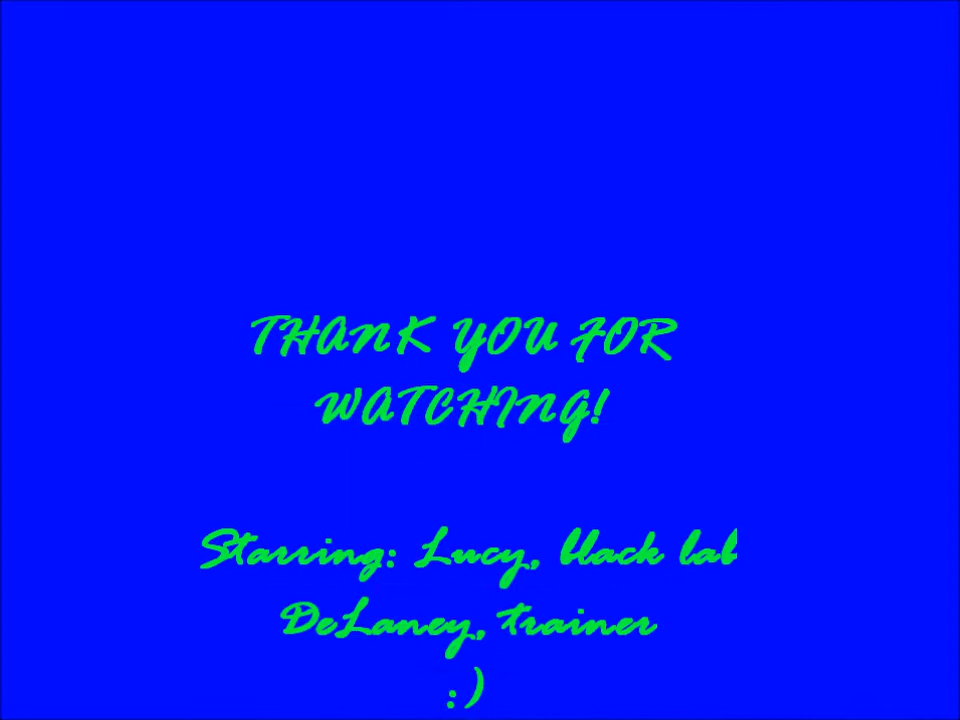 THANK YOU FOR
WATCHING!
Starring: Lucy, black lab
DeLaney, trainer
:)